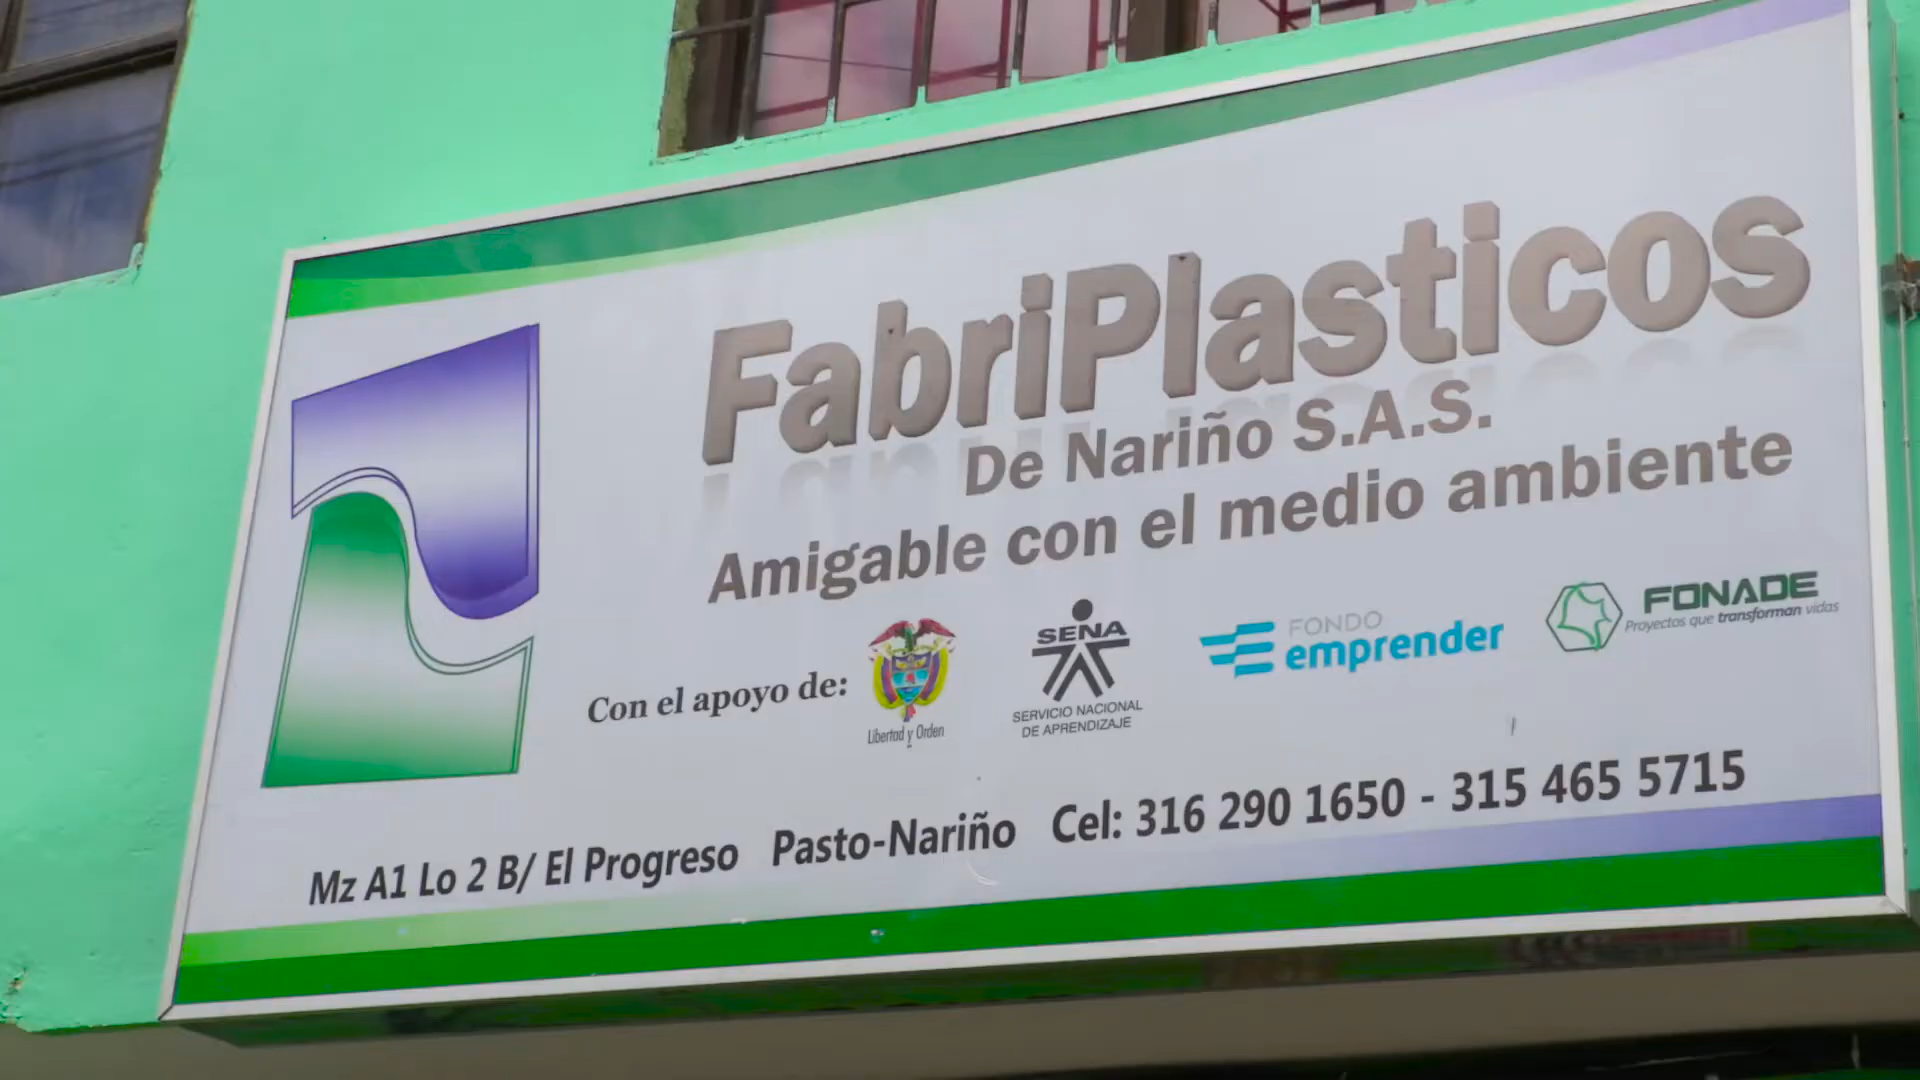 FabriPlasticos
De Nariño S.A.S.
Amigable con el medio ambiente
Con el apoyo de:
Libertad y Orden
SENA
SERVICIO NACIONAL
DE APRENDIZAJE
FONDO
emprender
FONADE
Proyectos que transforman vidas
Mz A1 Lo 2 B/ El Progreso Pasto-Nariño Cel: 316 290 1650 - 315 465 5715